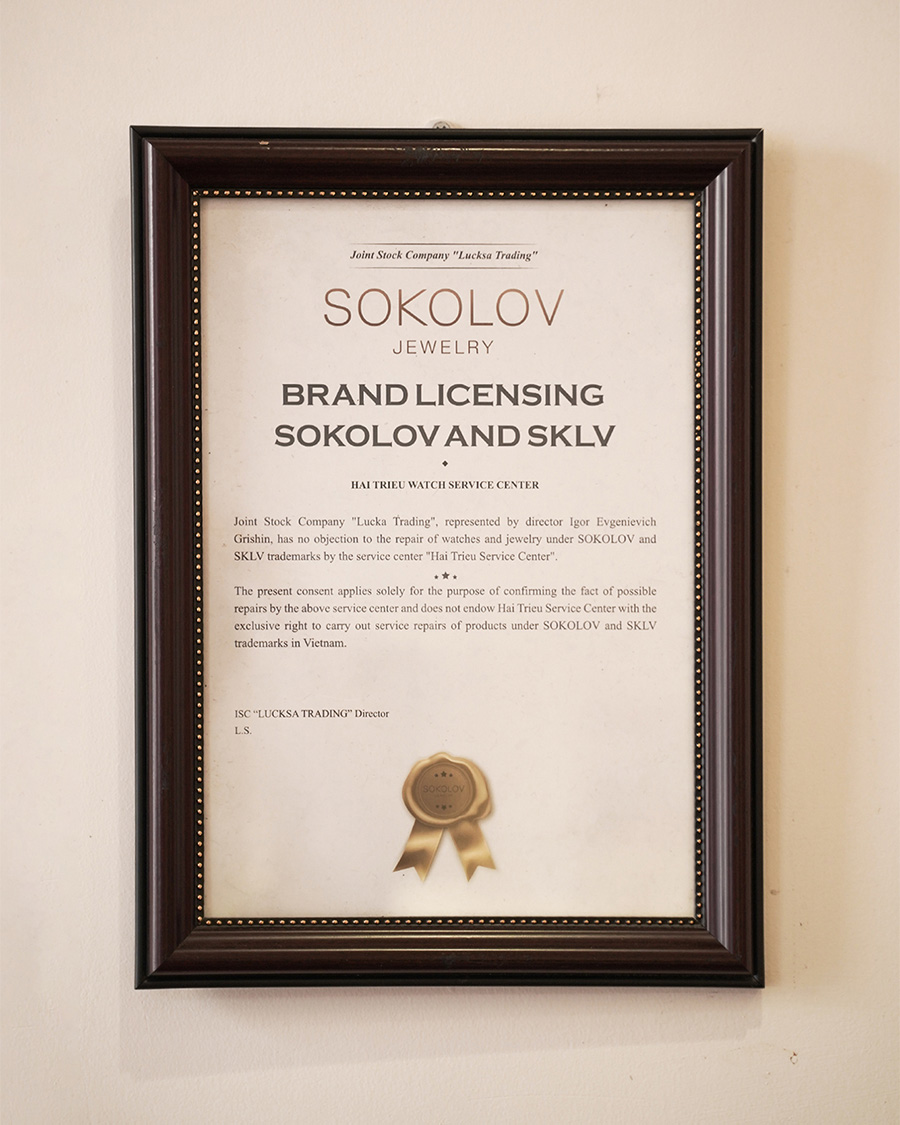 Joint Stock Company "Lucksa Trading"
SOKOLOV
JEWELRY
BRAND LICENSING
SOKOLOV AND SKLV
HAI TRIEU WATCH SERVICE CENTER
Joint Stock Company "Lucka Trading", represented by director Igor Evgenievich
Grishin, has no objection to the repair of watches and jewelry under SOKOLOV and
SKLV trademarks by the service center "Hai Trieu Service Center".
The present consent applies solely for the purpose of confirming the fact of possible
repairs by the above service center and does not endow Hai Trieu Service Center with the
exclusive right to carry out service repairs of products under SOKOLOV and SKLV
trademarks in Vietnam.
ISC “LUCKSA TRADING” Director
L.S.
SOKOLOV